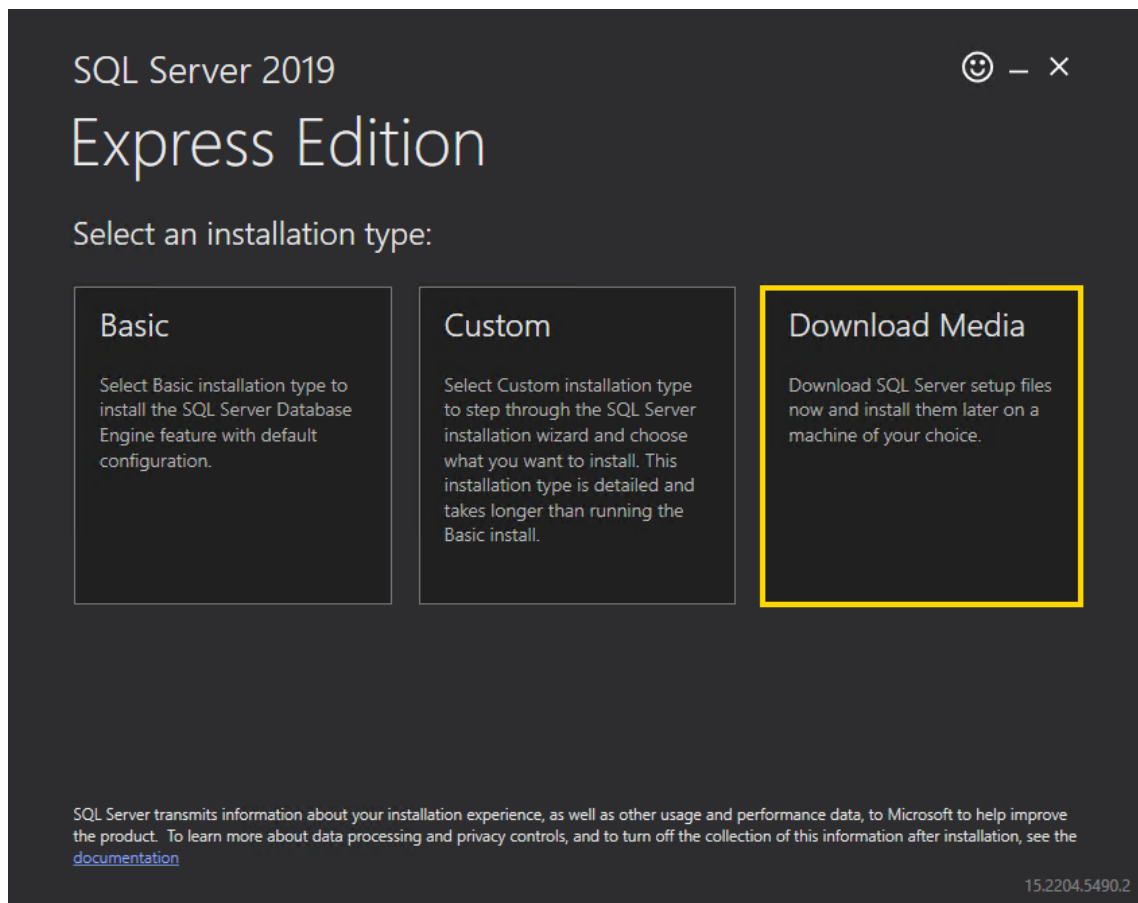 SQL Server 2019
Express Edition
Select an installation type:
Basic
Select Basic installation type to
install the SQL Server Database
Engine feature with default
configuration.
Custom
Select Custom installation type
to step through the SQL Server
installation wizard and choose
what you want to install. This
installation type is detailed and
takes longer than running the
Basic install.
Download Media
Download SQL Server setup files
now and install them later on a
machine of your choice.
SQL Server transmits information about your installation experience, as well as other usage and performance data, to Microsoft to help improve
the product.  To learn more about data processing and privacy controls, and to turn off the collection of this information after installation, see the
documentation
15.2204.5490.2